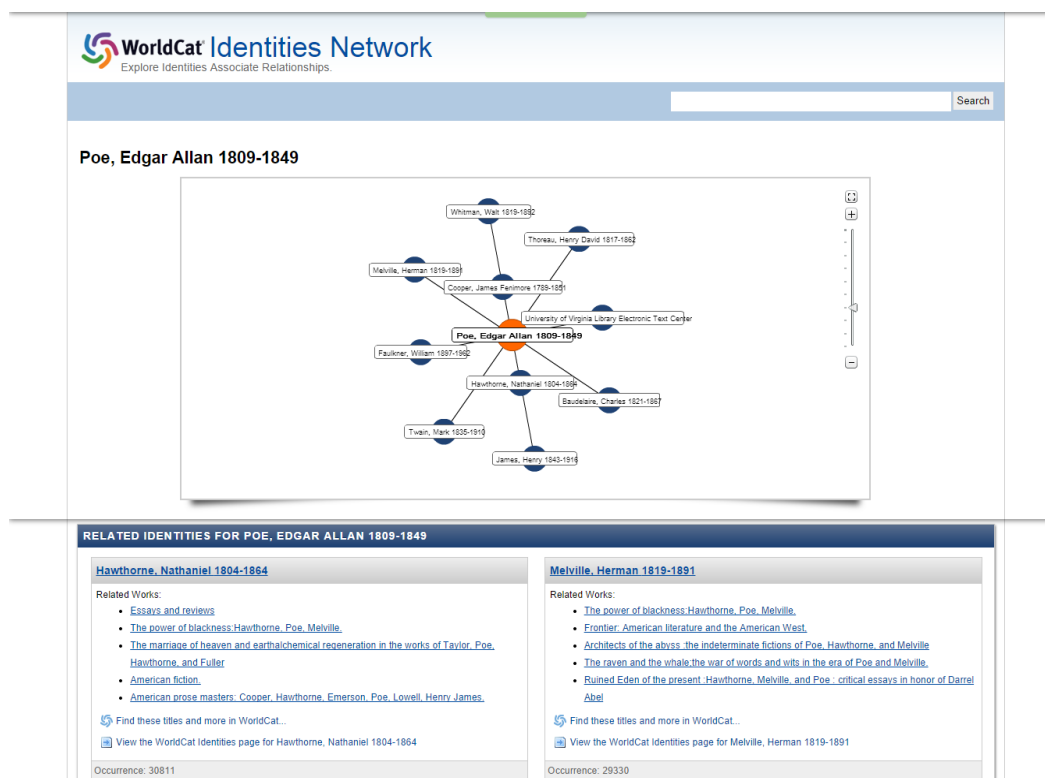 WorldCat Identities Network
Explore Identities Associate Relationships.
Search
Poe, Edgar Allan 1809-1849
Whitman, Walt 1819-1892
Thoreau, Henry David 1817-1862
Melville, Herman 1819-1891
Cooper, James Fenimore 1789-1851
University of Virginia Library Electronic Text Center
Poe, Edgar Allan 1809-1849
Faulkner, William 1897-1962
Hawthorne, Nathaniel 1804-1864
Baudelaire, Charles 1821-1867
Twain, Mark 1835-1910
James, Henry 1843-1916
RELATED IDENTITIES FOR POE, EDGAR ALLAN 1809-1849
Hawthorne, Nathaniel 1804-1864
Related Works:
Essays and reviews
The power of blackness:Hawthorne, Poe, Melville.
The marriage of heaven and earthalchemical regeneration in the works of Taylor, Poe,
Hawthorne, and Fuller
American fiction.
American prose masters: Cooper, Hawthorne, Emerson, Poe, Lowell, Henry James.
Find these titles and more in WorldCat...
View the WorldCat Identities page for Hawthorne, Nathaniel 1804-1864
Occurrence: 30811
Melville, Herman 1819-1891
Related Works:
The power of blackness:Hawthorne, Poe, Melville.
Frontier: American literature and the American West.
Architects of the abyss :the indeterminate fictions of Poe, Hawthorne, and Melville
The raven and the whale:the war of words and wits in the era of Poe and Melville.
Ruined Eden of the present :Hawthorne, Melville, and Poe : critical essays in honor of Darrel
Abel
Find these titles and more in WorldCat...
View the WorldCat Identities page for Melville, Herman 1819-1891
Occurrence: 29330